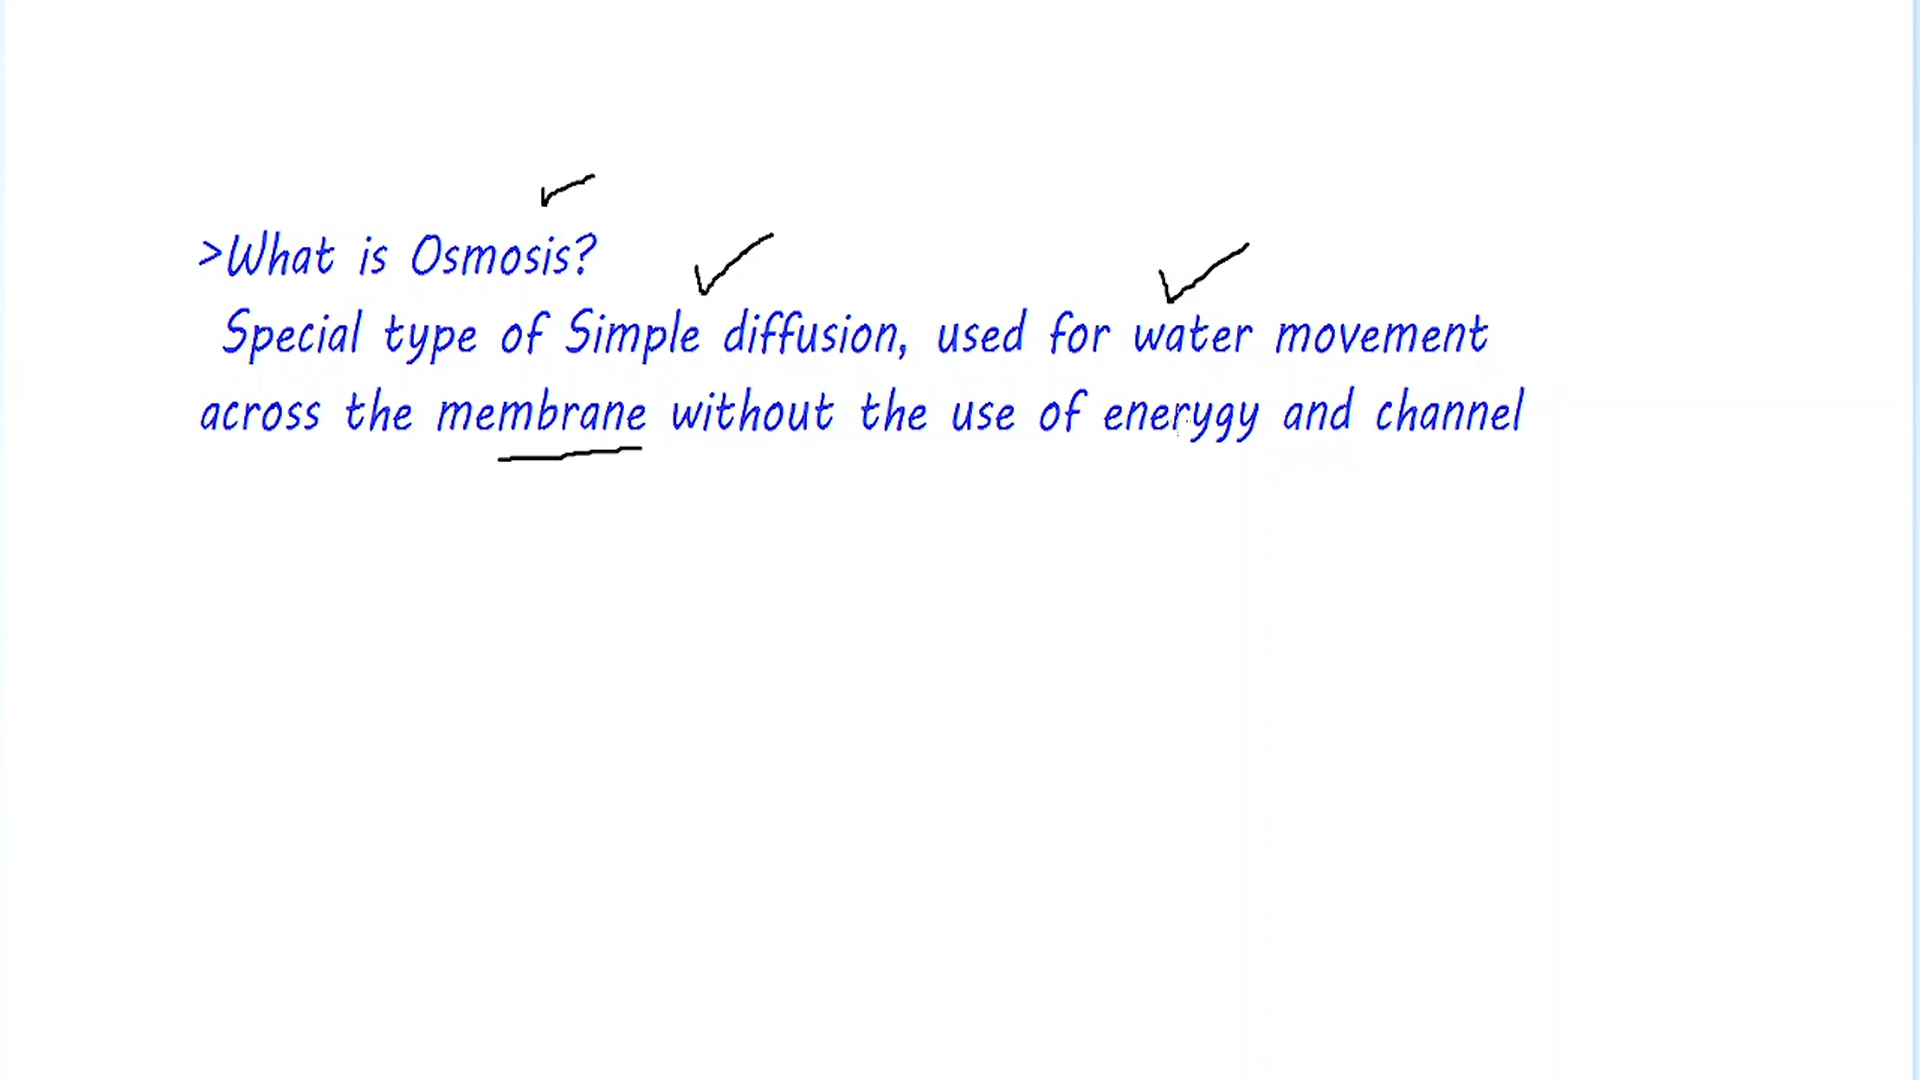 >What is Osmosis?
Special type of Simple diffusion, used for water movement
across the membrane without the use of enerygy and channel